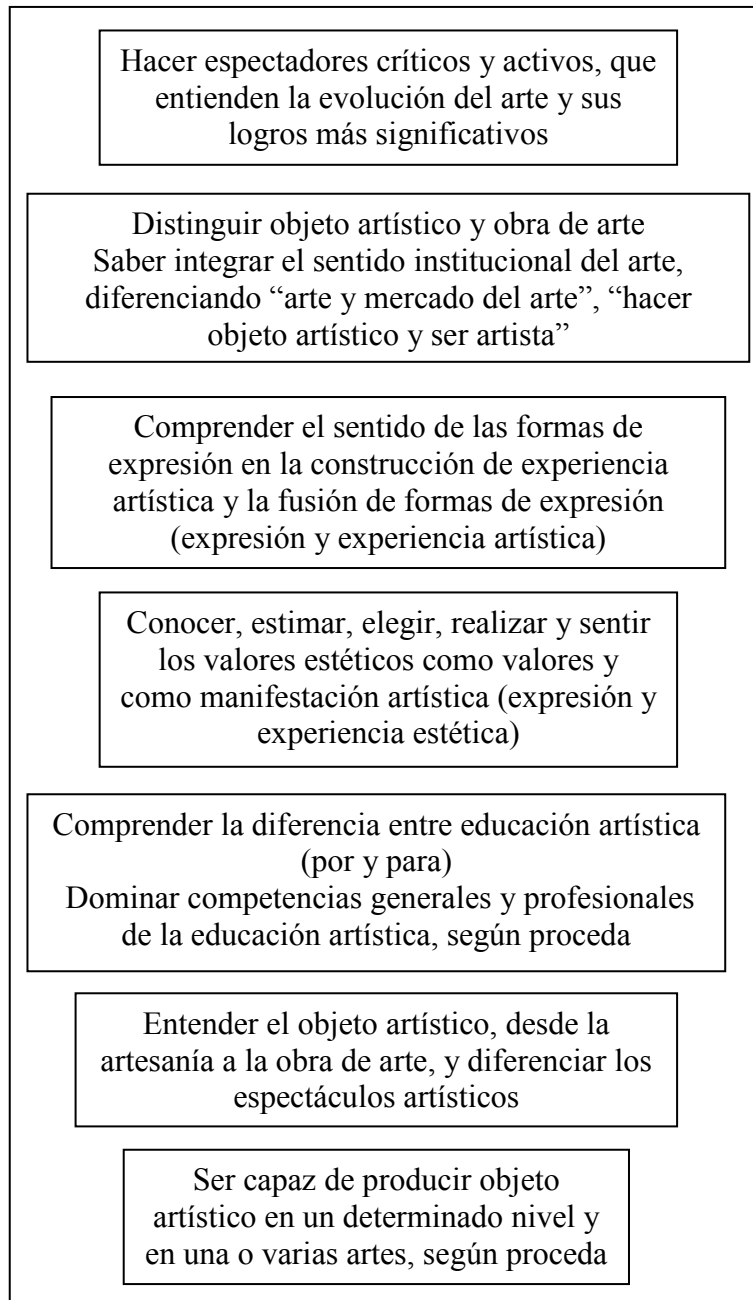 Hacer espectadores críticos y activos, que
entienden la evolución del arte y sus
logros más significativos
Distinguir objeto artístico y obra de arte
Saber integrar el sentido institucional del arte,
diferenciando “arte y mercado del arte”, “hacer
objeto artístico y ser artista”
Comprender el sentido de las formas de
expresión en la construcción de experiencia
artística y la fusión de formas de expresión
(expresión y experiencia artística)
Conocer, estimar, elegir, realizar y sentir
los valores estéticos como valores y
como manifestación artística (expresión y
experiencia estética)
Comprender la diferencia entre educación artística
(por y para)
Dominar competencias generales y profesionales
de la educación artística, según proceda
Entender el objeto artístico, desde la
artesanía a la obra de arte, y diferenciar los
espectáculos artísticos
Ser capaz de producir objeto
artístico en un determinado nivel y
en una o varias artes, según proceda